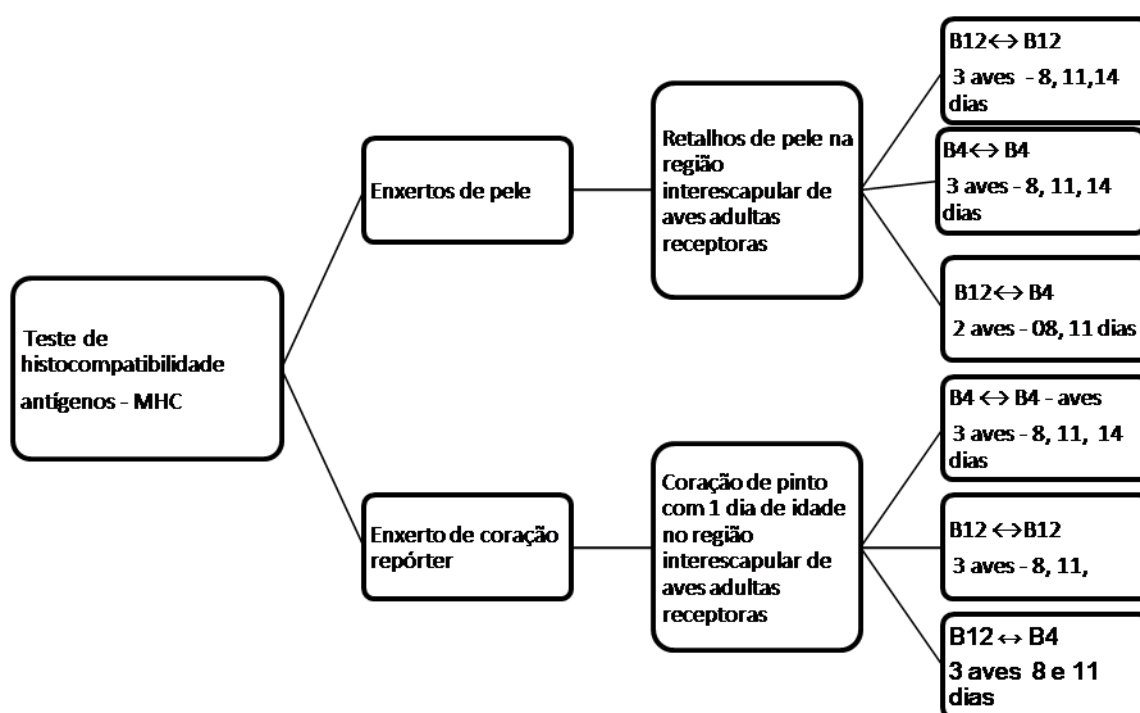 Teste de
histocompatibilidade
antígenos - MHC
Enxertos de pele
Retalhos de pele na
região
interescapular de
aves adultas
receptoras
B12↔ B12
3 aves - 8, 11,14
dias
B4↔ B4
3 aves - 8, 11, 14
dias
B12↔ B4
2 aves - 08, 11 dias
Enxerto de coração
repórter
Coração de pinto
com 1 dia de idade
no região
interescapular de
aves adultas
receptoras
B4 ↔ B4 - aves
3 aves - 8, 11, 14
dias
B12 ↔B12
3 aves - 8, 11,
B12 ↔ B4
3 aves 8 e 11
dias